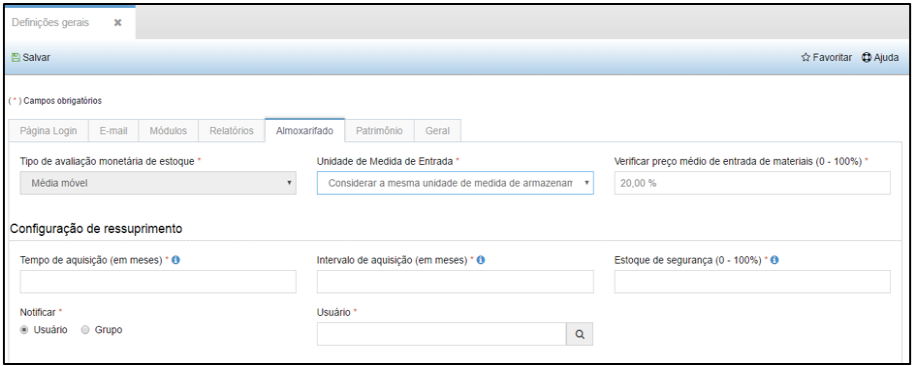 Definições gerais ✖
Salvar Favoritar Ajuda
( * ) Campos obrigatórios
Página Login E-mail Módulos Relatórios Almoxarifado Patrimônio Geral
Tipo de avaliação monetária de estoque * Unidade de Medida de Entrada * Verificar preço médio de entrada de materiais (0 - 100%) *
Média móvel Considerar a mesma unidade de medida de armazenam 20,00 %
Configuração de ressuprimento
Tempo de aquisição (em meses) * Intervalo de aquisição (em meses) * Estoque de segurança (0 - 100%) *
Notificar * Usuário *
Usuário Grupo